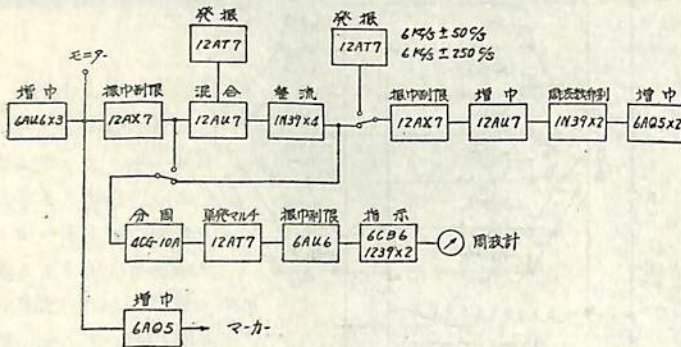 発振
12AT7
発振
12AT7
6KC/S ± 50 C/S
6KC/S ± 250 C/S
モニター
増巾
6AU6×3
振巾制限
12AX7
混合
12AU7
整流
1N39×4
振巾制限
12AX7
増巾
12AU7
周波数弁別
1N39×2
増巾
6AQ5×2
分周
4CG-10A
単発マルチ
12AT7
振巾制限
6AU6
指示
6CB6
1Z39×2
周波計
増巾
6AQ5
マーカー